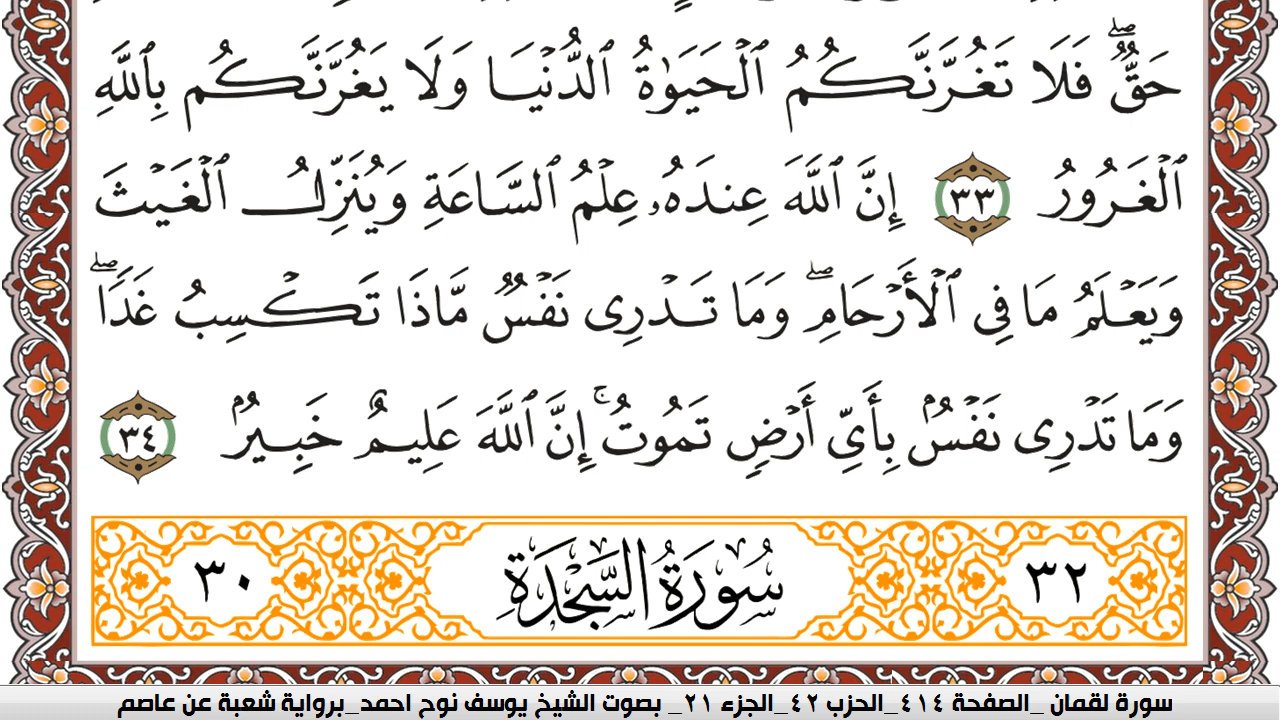 حَقٌّۖ فَلَا تَغُرَّنَّكُمُ ٱلْحَيَوٰةُ ٱلدُّنْيَا وَلَا يَغُرَّنَّكُم بِٱللَّهِ
ٱلْغَرُورُ ٣٣ إِنَّ ٱللَّهَ عِندَهُۥ عِلْمُ ٱلسَّاعَةِ وَيُنَزِّلُ ٱلْغَيْثَ
وَيَعْلَمُ مَا فِى ٱلْأَرْحَامِۖ وَمَا تَدْرِى نَفْسٌ مَّاذَا تَكْسِبُ غَدًاۖ
وَمَا تَدْرِى نَفْسٌۢ بِأَىِّ أَرْضٍ تَمُوتُۚ إِنَّ ٱللَّهَ عَلِيمٌ خَبِيرٌۢ ٣٤
٣٢ سُورَةُ السَّجْدَةِ ٣٠
سورة لقمان _الصفحة ٤١٤_الحزب ٤٢_الجزء ٢١_ بصوت الشيخ يوسف نوح احمد_برواية شعبة عن عاصم